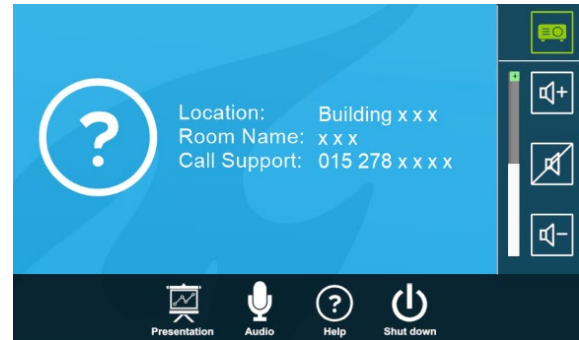 Location: Building x x x
Room Name: x x x
Call Support: 015 278 x x x x
Presentation Audio Help Shut down